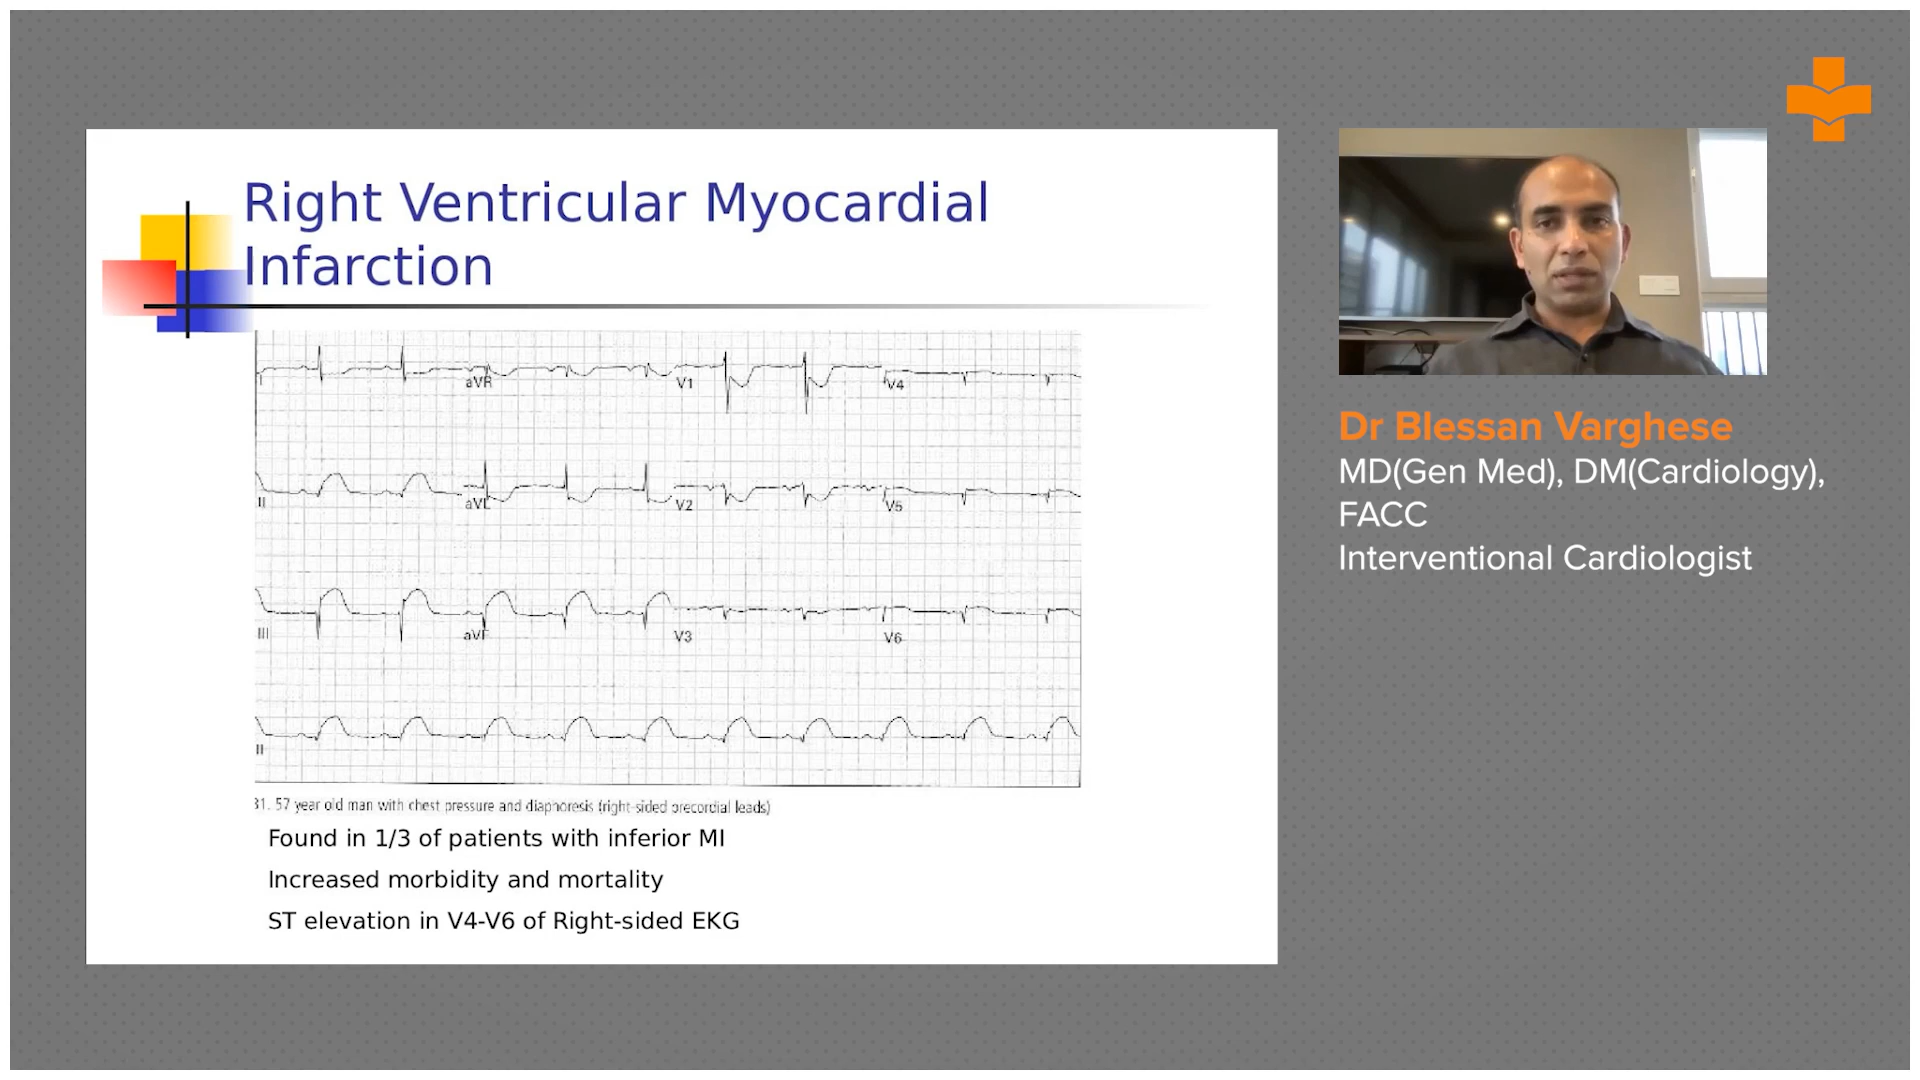 Right Ventricular Myocardial
Infarction
I
aVR
V1
V4
II
aVL
V2
V5
III
aVF
V3
V6
II
31. 57 year old man with chest pressure and diaphoresis (right-sided precordial leads)
Found in 1/3 of patients with inferior MI
Increased morbidity and mortality
ST elevation in V4-V6 of Right-sided EKG
Dr Blessan Varghese
MD(Gen Med), DM(Cardiology),
FACC
Interventional Cardiologist